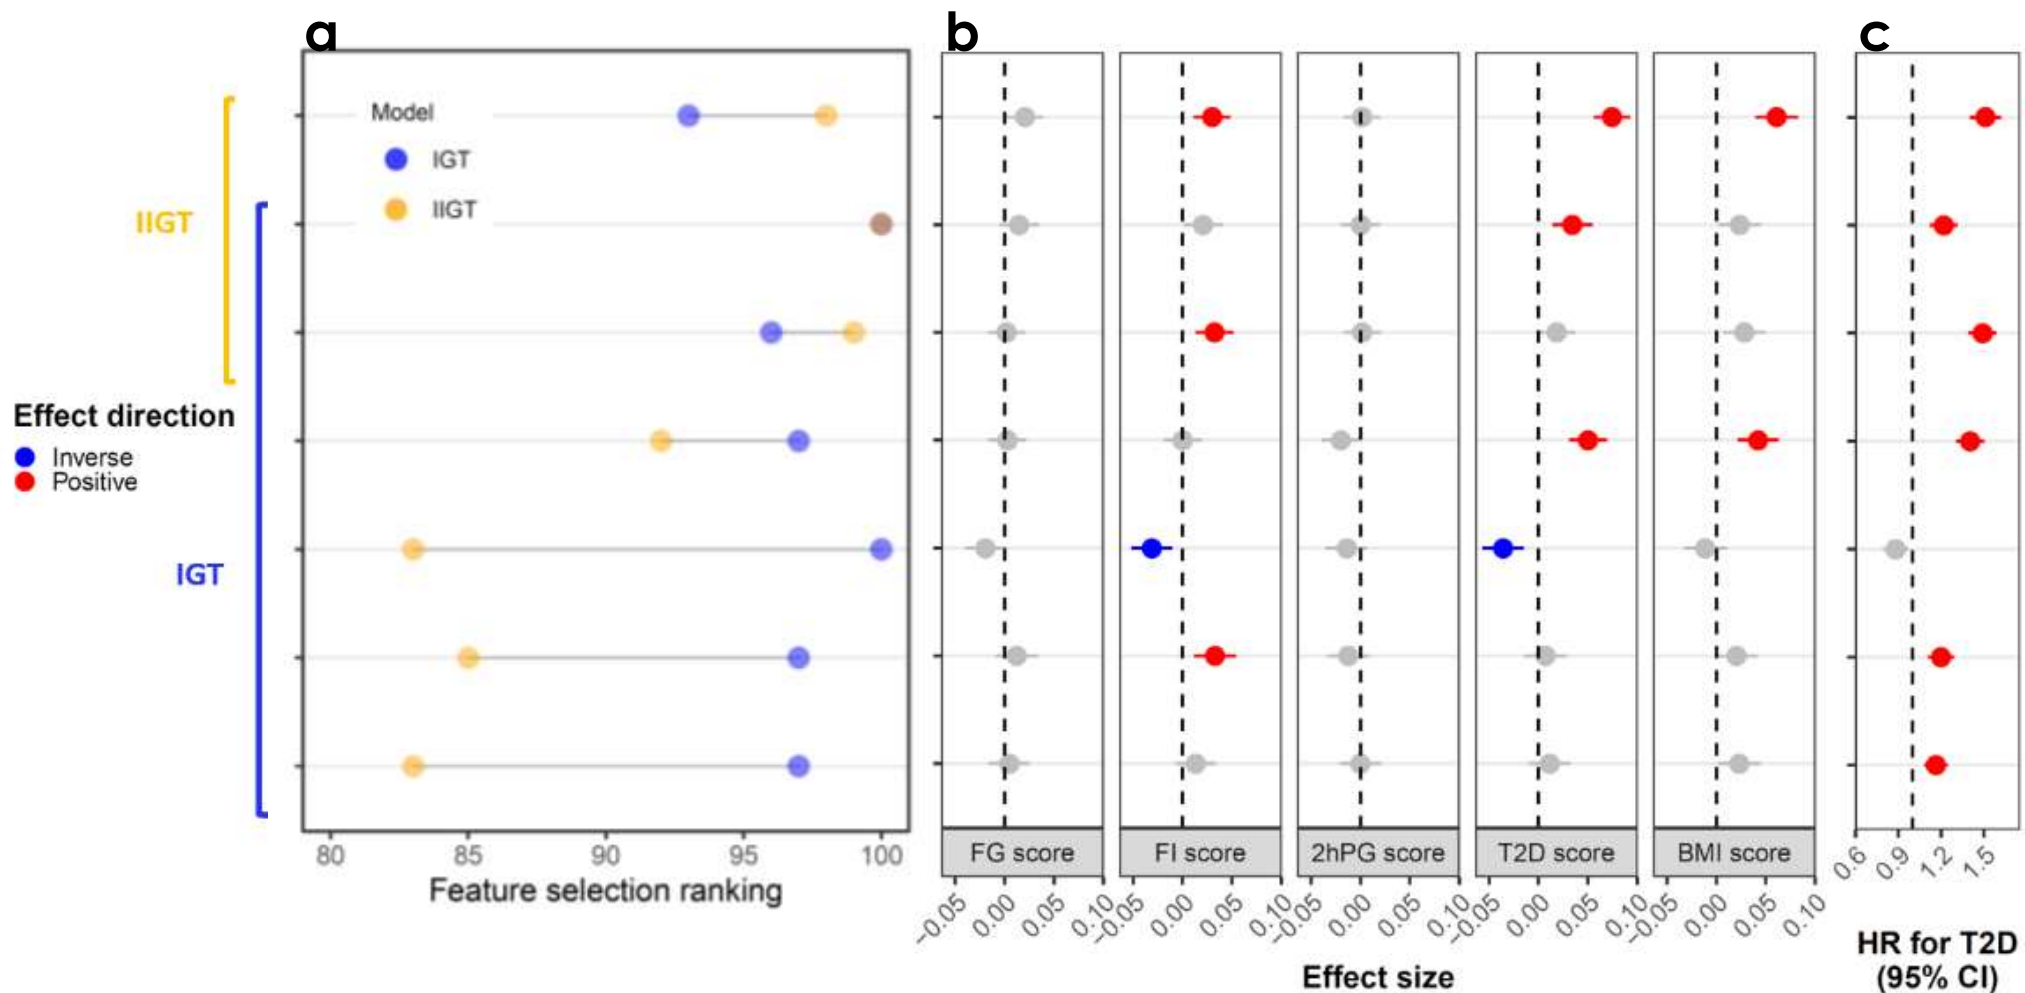 a
b
c
Model
IGT
IIGT
IIGT
Effect direction
Inverse
Positive
IGT
80 85 90 95 100
Feature selection ranking
FG score FI score 2hPG score T2D score BMI score
−0.05 0.00 0.05 0.10 −0.05 0.00 0.05 0.10 −0.05 0.00 0.05 0.10 −0.05 0.00 0.05 0.10 −0.05 0.00 0.05 0.10
Effect size
0.6 0.9 1.2 1.5
HR for T2D
(95% CI)